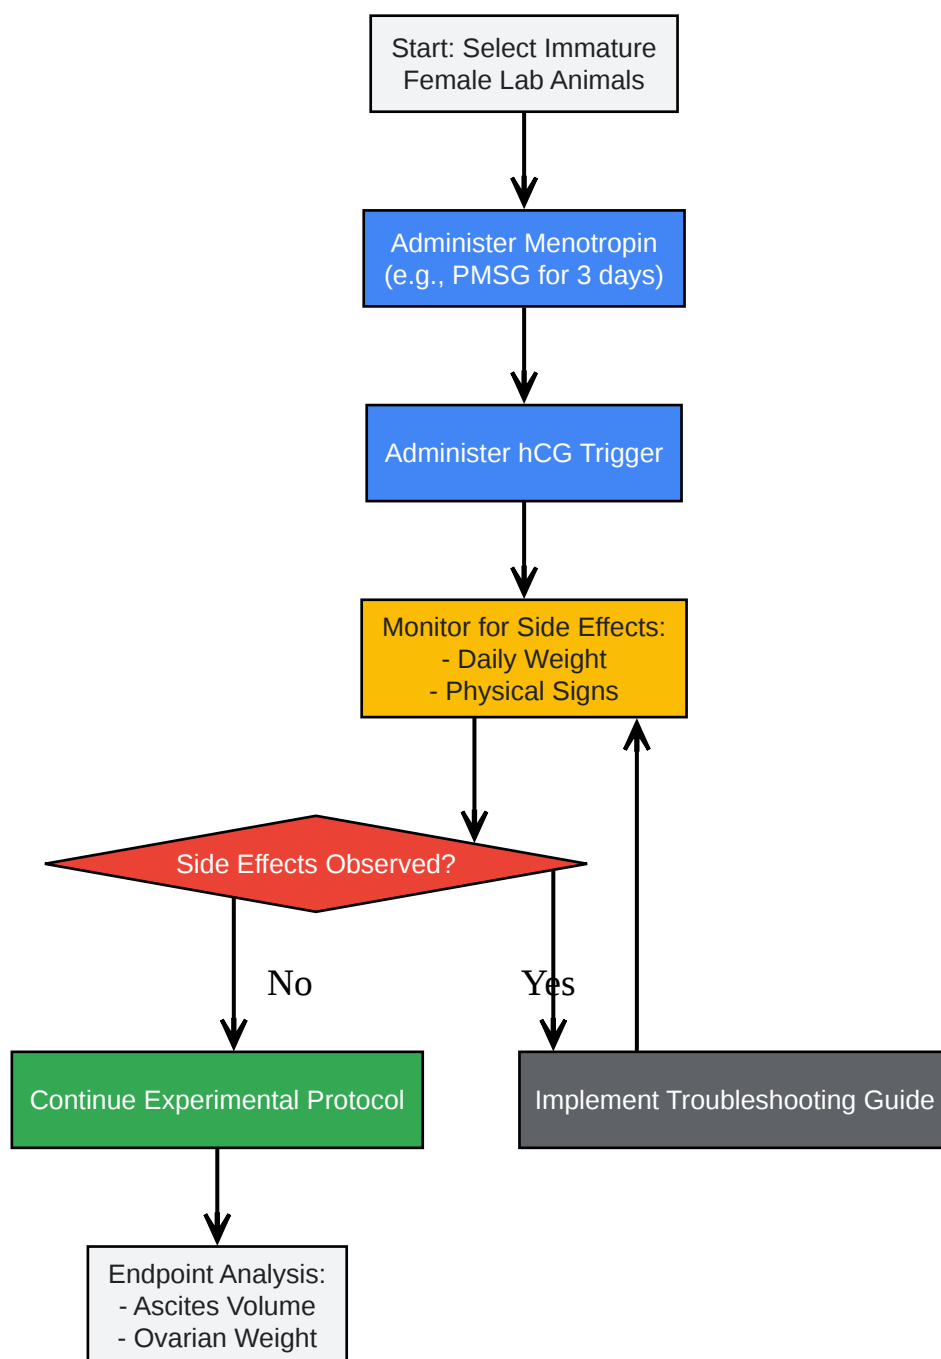 Start: Select Immature
Female Lab Animals
Administer Menotropin
(e.g., PMSG for 3 days)
Administer hCG Trigger
Monitor for Side Effects:
- Daily Weight
- Physical Signs
Side Effects Observed?
No
Yes
Continue Experimental Protocol
Implement Troubleshooting Guide
Endpoint Analysis:
- Ascites Volume
- Ovarian Weight